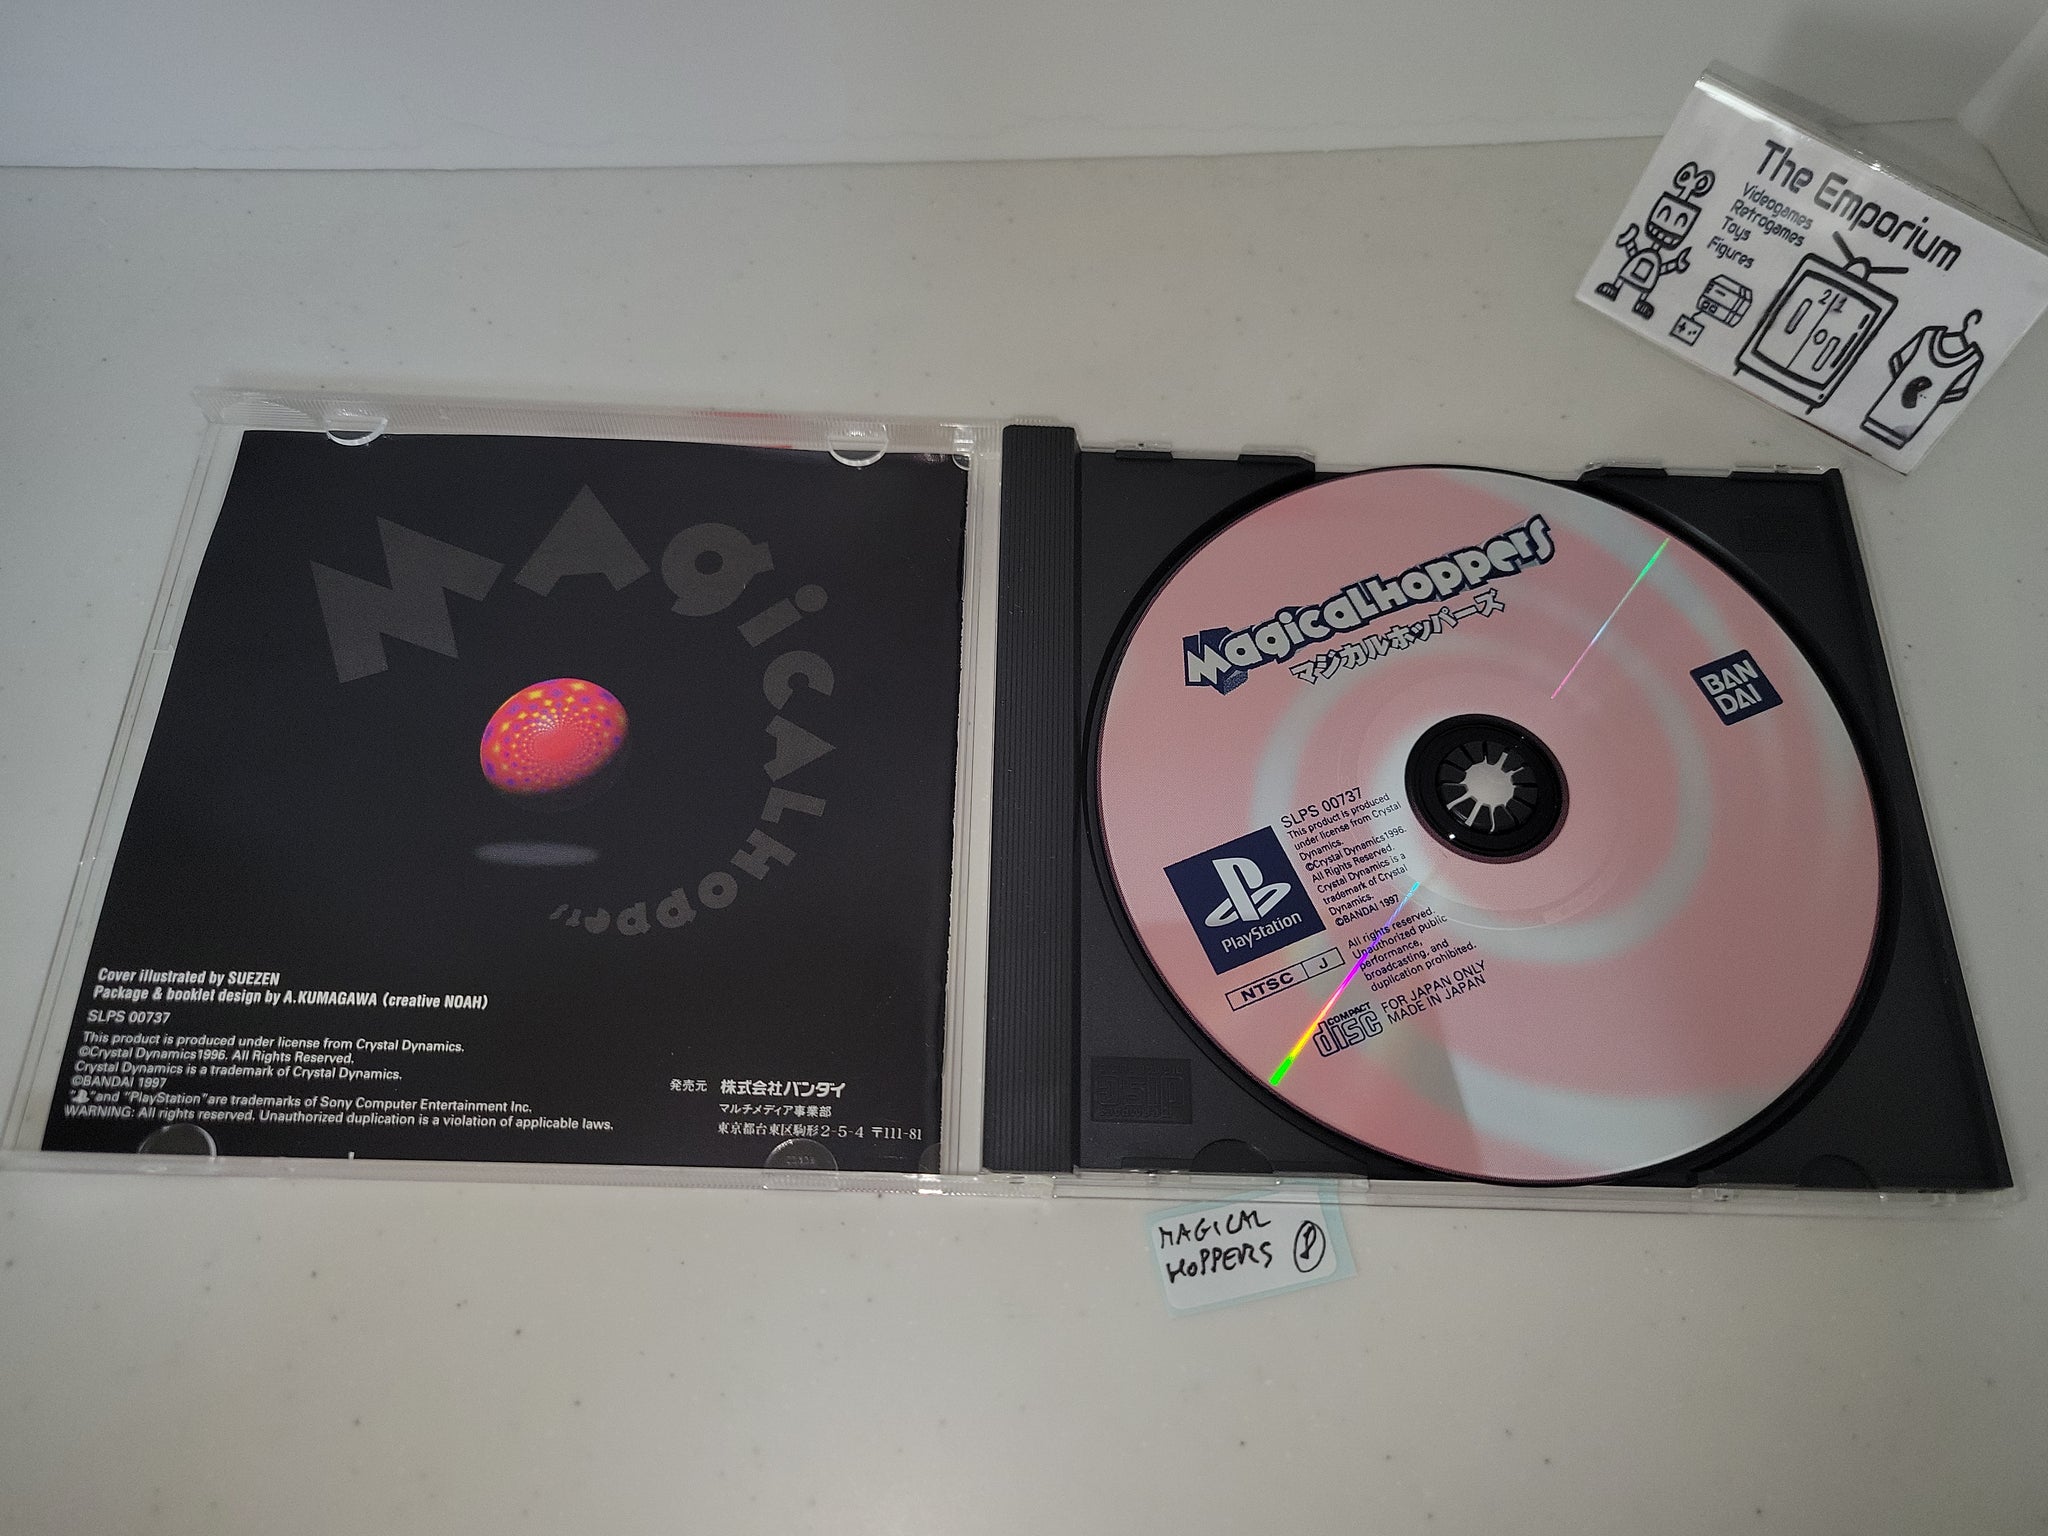 The Emporium
Videogames
Retrogames
Toys
Figures
21
MAgicALHoppers
Cover illustrated by SUEZEN
Package & booklet design by A.KUMAGAWA (creative NOAH)
SLPS 00737
This product is produced under license from Crystal Dynamics.
©Crystal Dynamics1996. All Rights Reserved.
Crystal Dynamics is a trademark of Crystal Dynamics.
©BANDAI 1997
" "and "PlayStation"are trademarks of Sony Computer Entertainment Inc.
WARNING: All rights reserved. Unauthorized duplication is a violation of applicable laws.
発売元 株式会社バンダイ
マルチメディア事業部
東京都台東区駒形2-5-4 〒111-81
MagicaLhoppers
マジカルホッパーズ
BAN
DAI
SLPS 00737
This product is produced
under license from Crystal
Dynamics.
©Crystal Dynamics1996.
All Rights Reserved.
Crystal Dynamics is a
trademark of Crystal
Dynamics.
©BANDAI 1997
All rights reserved.
Unauthorized public
performance,
broadcasting, and
duplication prohibited.
PlayStation
NTSC J
COMPACT
disc
FOR JAPAN ONLY
MADE IN JAPAN
MAGICAL
HOPPERS P